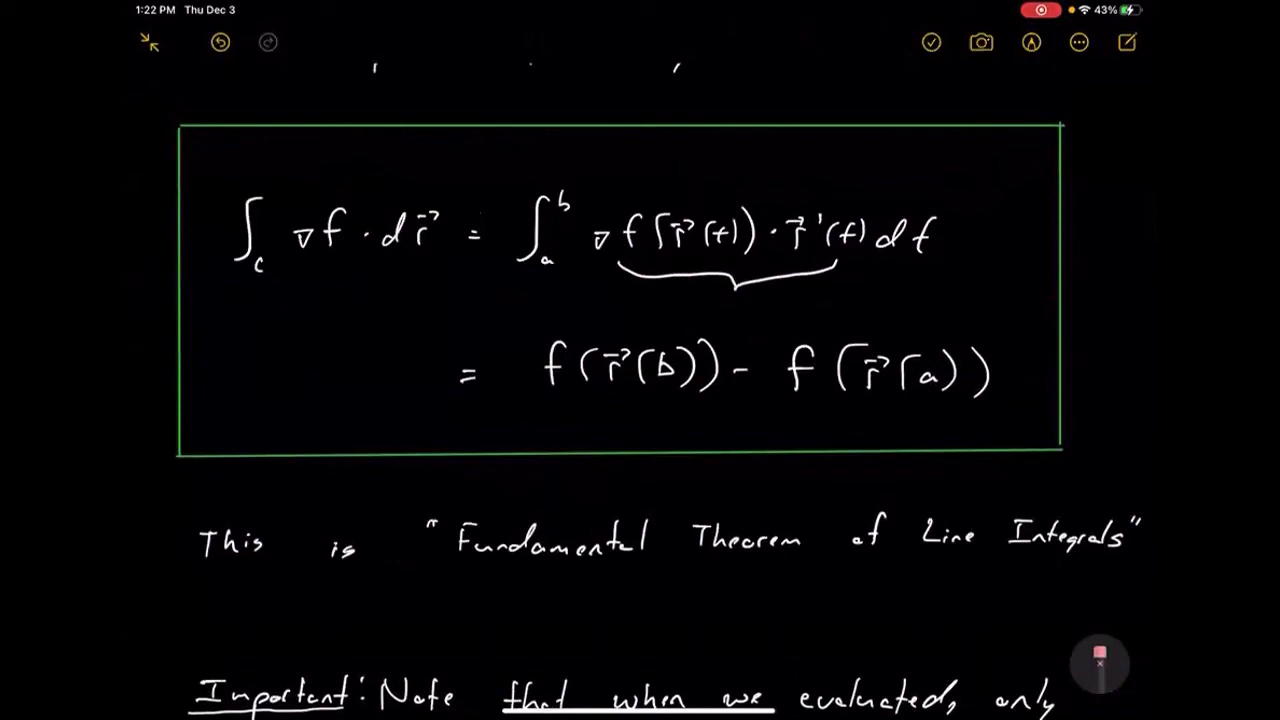 1:22 PM Thu Dec 3
43%
∫_c ∇f · dr⃗ = ∫_a^b ∇f(r⃗(t)) · r⃗'(t) dt
= f(r⃗(b)) - f(r⃗(a))
This is "Fundamental Theorem of Line Integrals"
Important: Note that when we evaluated, only